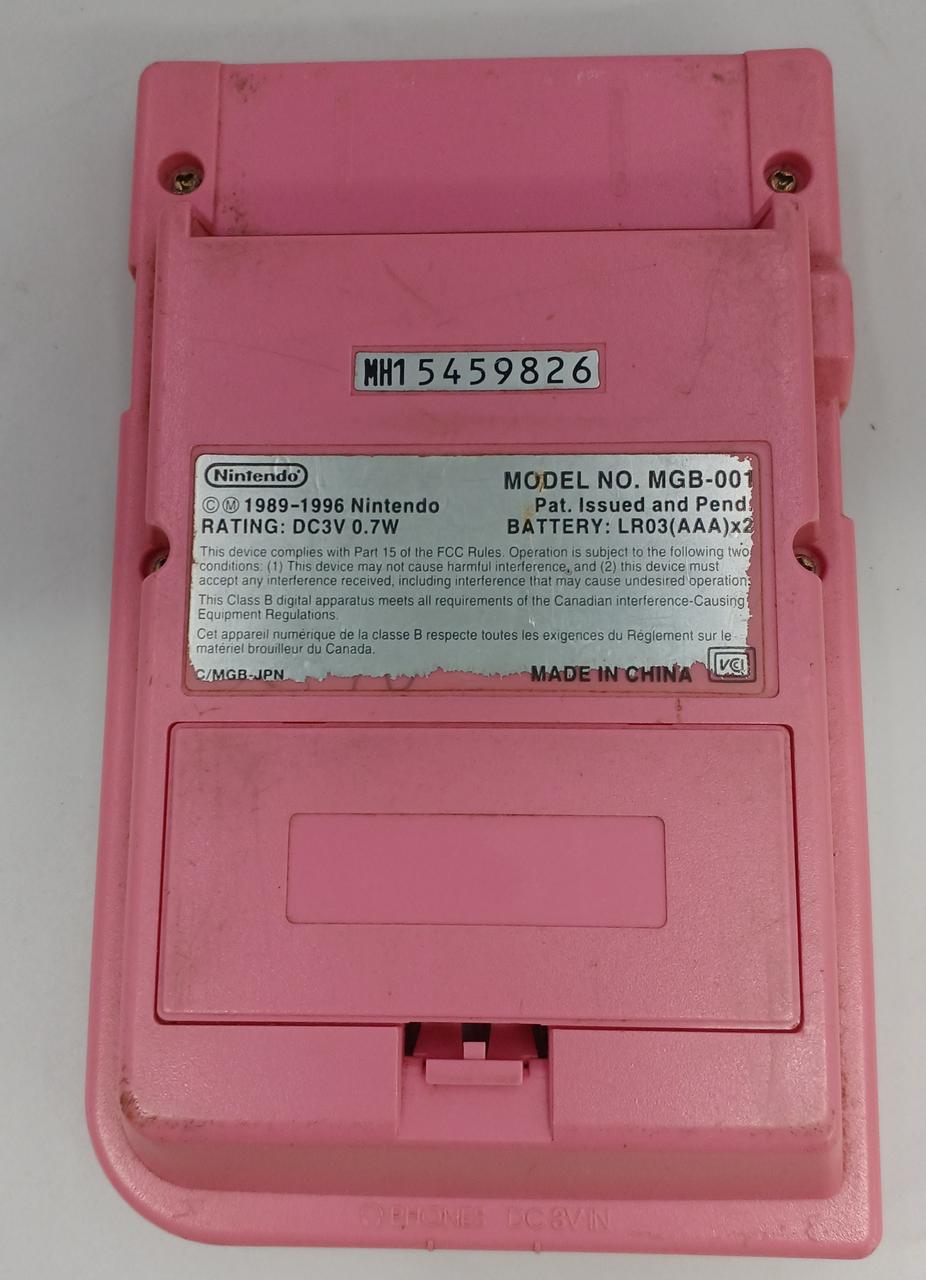 MH15459826
Nintendo
MODEL NO. MGB-001
ⒸⓂ 1989-1996 Nintendo
Pat. Issued and Pend
RATING: DC3V 0.7W
BATTERY: LR03(AAA)x2
This device complies with Part 15 of the FCC Rules. Operation is subject to the following two
conditions: (1) This device may not cause harmful interference, and (2) this device must
accept any interference received, including interference that may cause undesired operation.
This Class B digital apparatus meets all requirements of the Canadian interference-Causing
Equipment Regulations.
Cet appareil numérique de la classe B respecte toutes les exigences du Règlement sur le
matériel brouilleur du Canada.
C/MGB-JPN
MADE IN CHINA
VCI
PHONES DC 3V IN